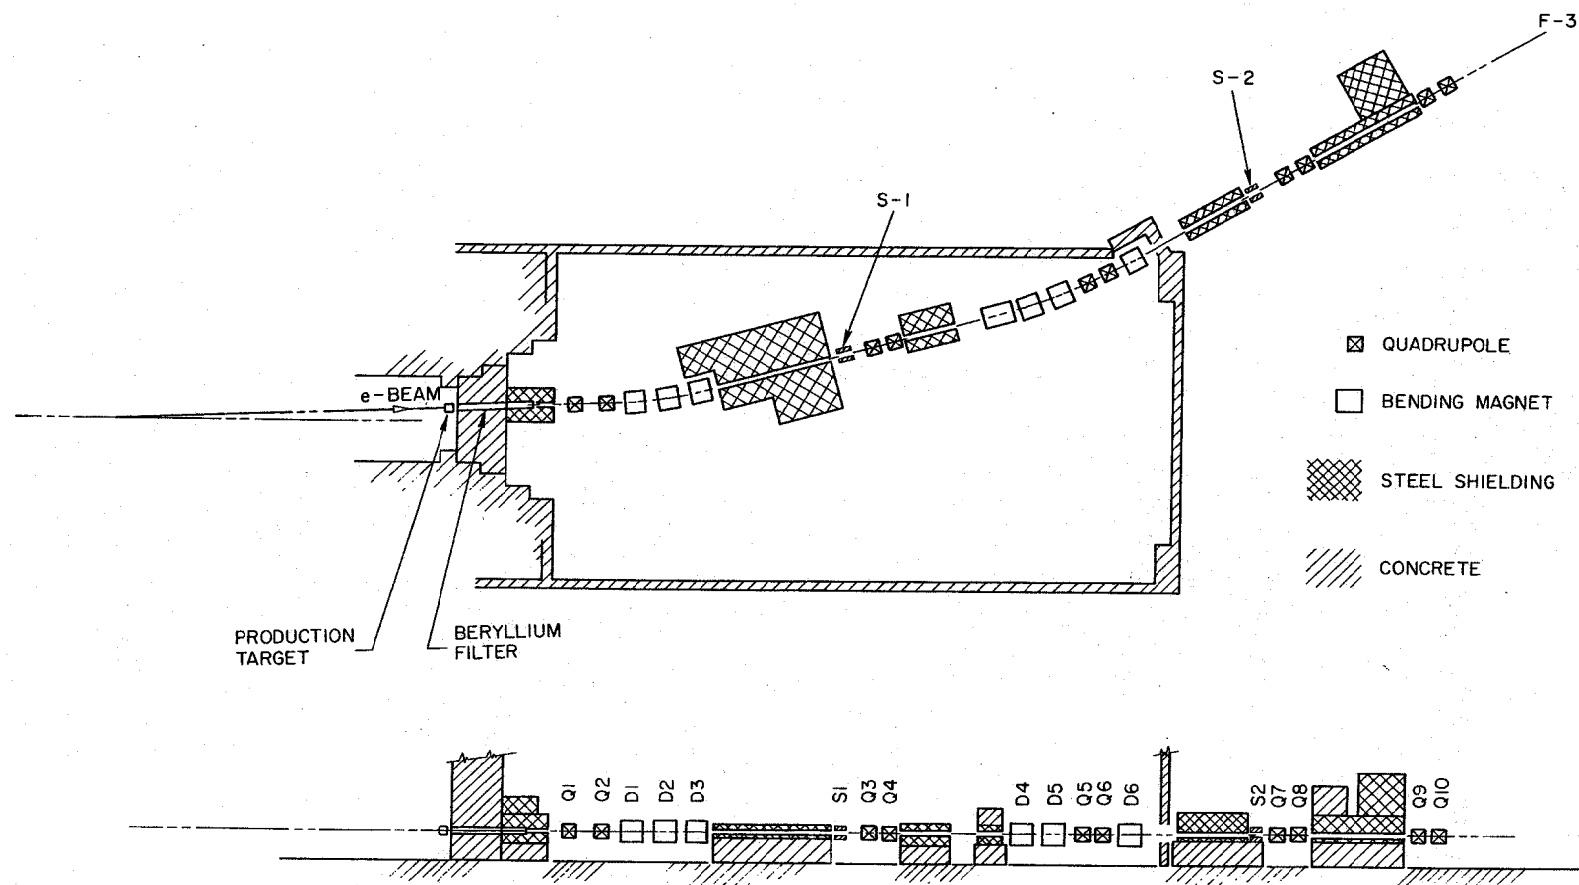 F-3
S-2
S-1
e-BEAM
QUADRUPOLE
BENDING MAGNET
STEEL SHIELDING
CONCRETE
PRODUCTION
TARGET
BERYLLIUM
FILTER
Q1
Q2
D1
D2
D3
S1
Q3
Q4
D4
D5
Q5
Q6
D6
S2
Q7
Q8
Q9
Q10